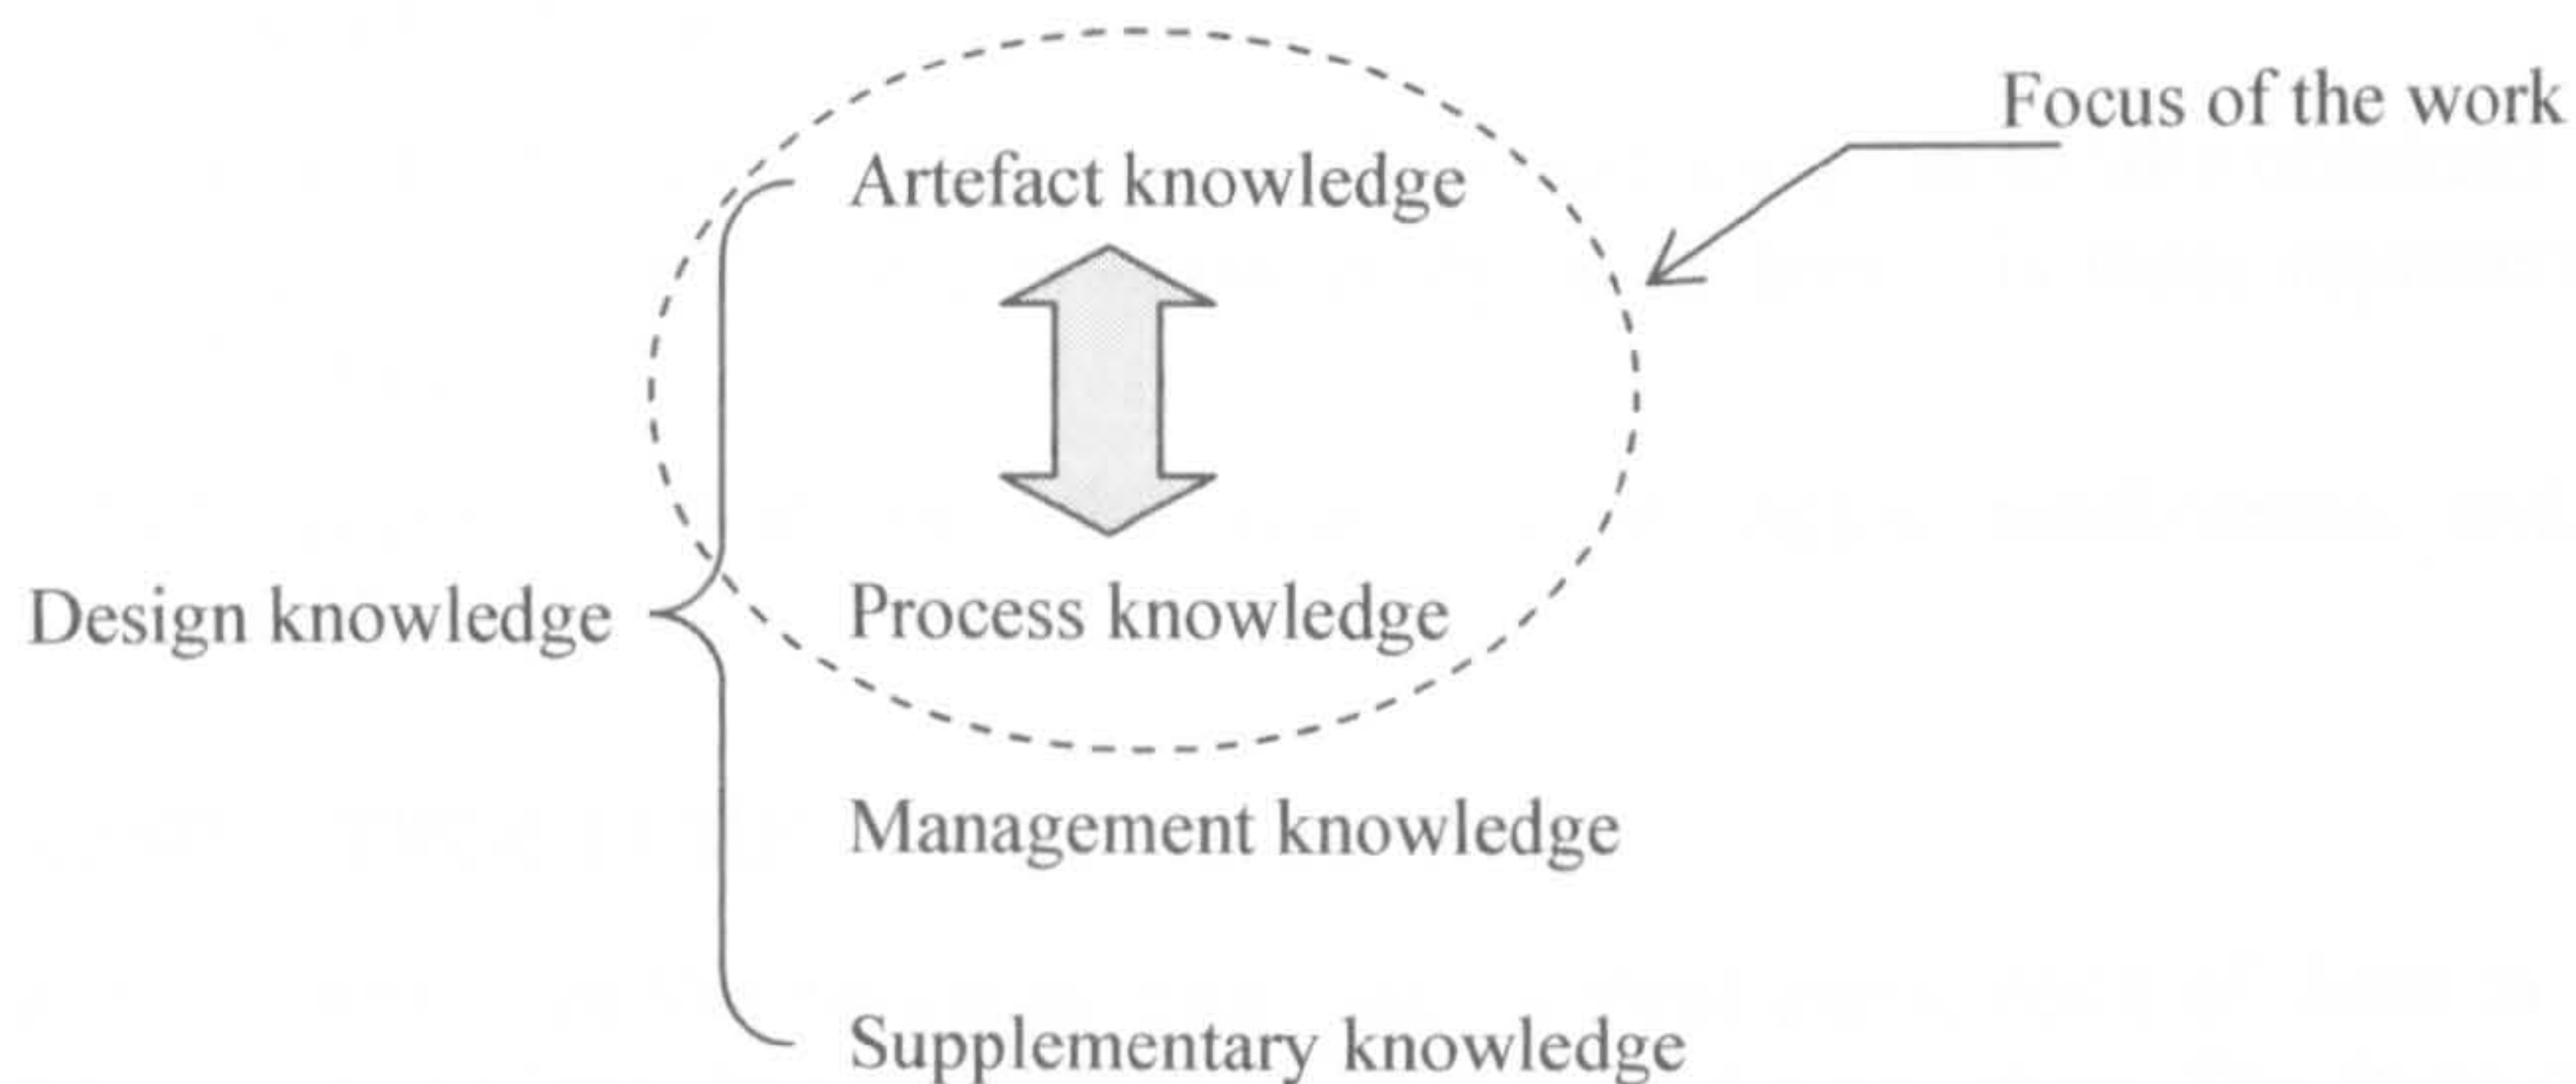 Focus of the work
Artefact knowledge
Design knowledge
Process knowledge
Management knowledge
Supplementary knowledge